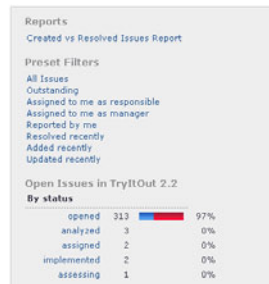 Reports
Created vs Resolved Issues Report
Preset Filters
All Issues
Outstanding
Assigned to me as responsible
Assigned to me as manager
Reported by me
Resolved recently
Added recently
Updated recently
Open Issues in TryItOut 2.2
By status
opened 313 97%
analyzed 3 0%
assigned 2 0%
implemented 2 0%
assessing 1 0%